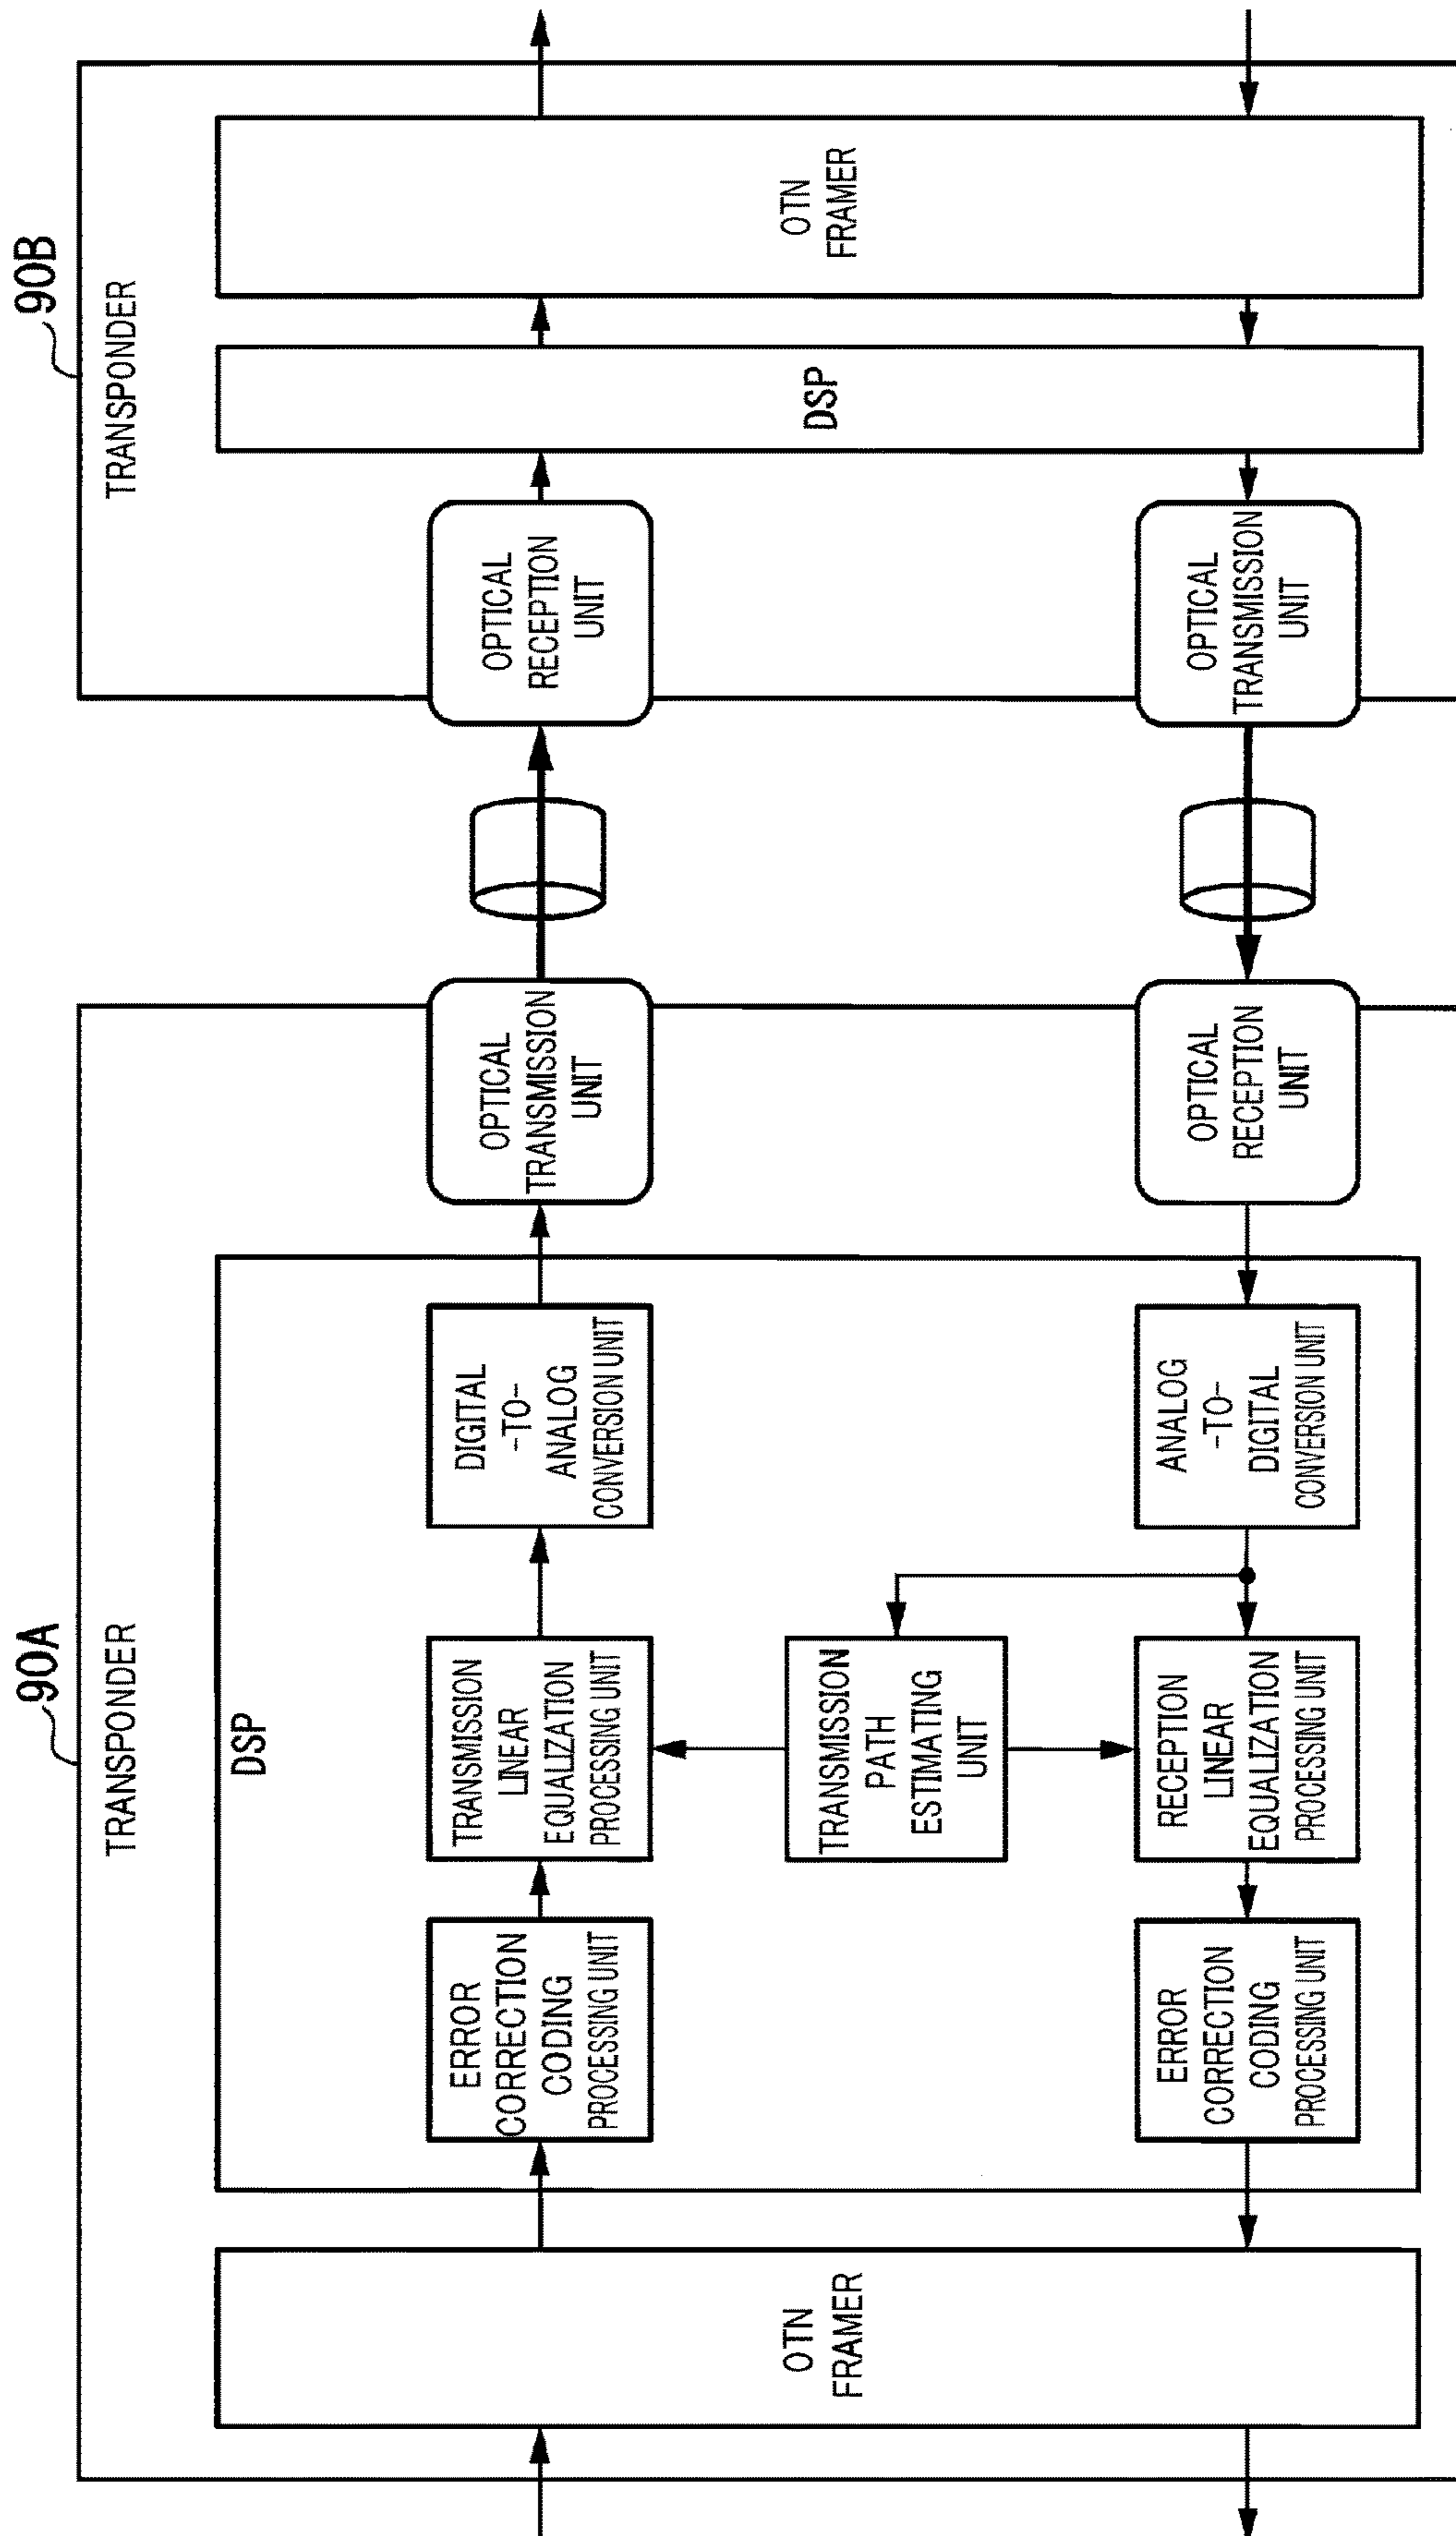 90A
TRANSPONDER
OTN
FRAMER
DSP
ERROR
CORRECTION
CODING
PROCESSING UNIT
TRANSMISSION
LINEAR
EQUALIZATION
PROCESSING UNIT
DIGITAL
-TO-
ANALOG
CONVERSION UNIT
OPTICAL
TRANSMISSION
UNIT
TRANSMISSION
PATH
ESTIMATING
UNIT
ERROR
CORRECTION
CODING
PROCESSING UNIT
RECEPTION
LINEAR
EQUALIZATION
PROCESSING UNIT
ANALOG
-TO-
DIGITAL
CONVERSION UNIT
OPTICAL
RECEPTION
UNIT
90B
TRANSPONDER
OPTICAL
RECEPTION
UNIT
OPTICAL
TRANSMISSION
UNIT
DSP
OTN
FRAMER